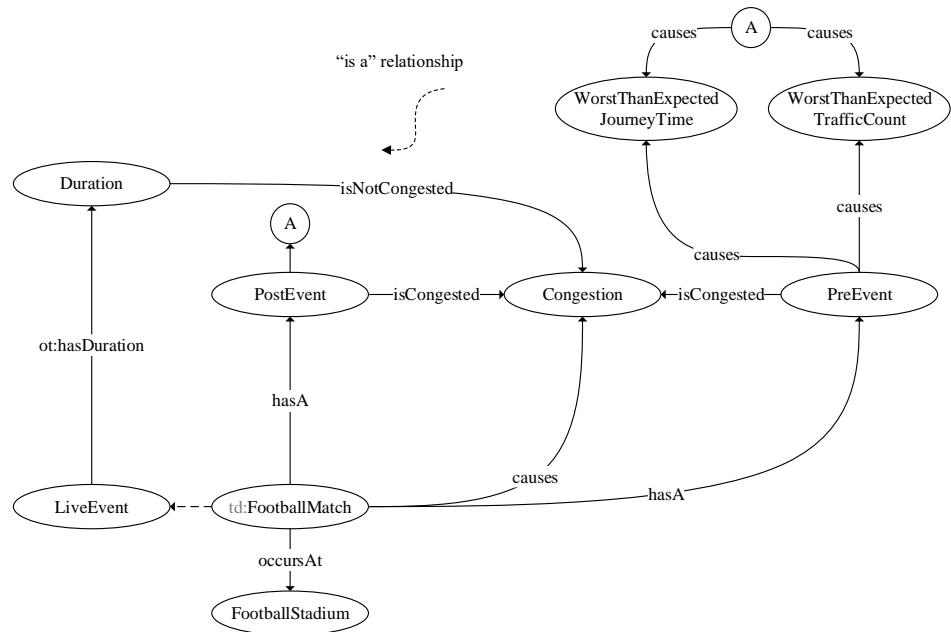 A
causes
causes
“is a” relationship
WorstThanExpected
JourneyTime
WorstThanExpected
TrafficCount
Duration
isNotCongested
causes
A
causes
PostEvent
isCongested
Congestion
isCongested
PreEvent
ot:hasDuration
hasA
causes
hasA
LiveEvent
td:FootballMatch
occursAt
FootballStadium